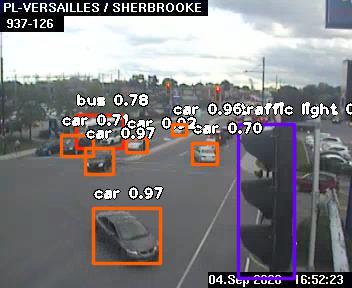 PL-VERSAILLES / SHERBROOKE
937-126
bus 0.78
car 0.96
traffic light 0
car 0.71
car 0.92
car 0.97
car 0.70
car 0.97
04.Sep 2020 16:52:23